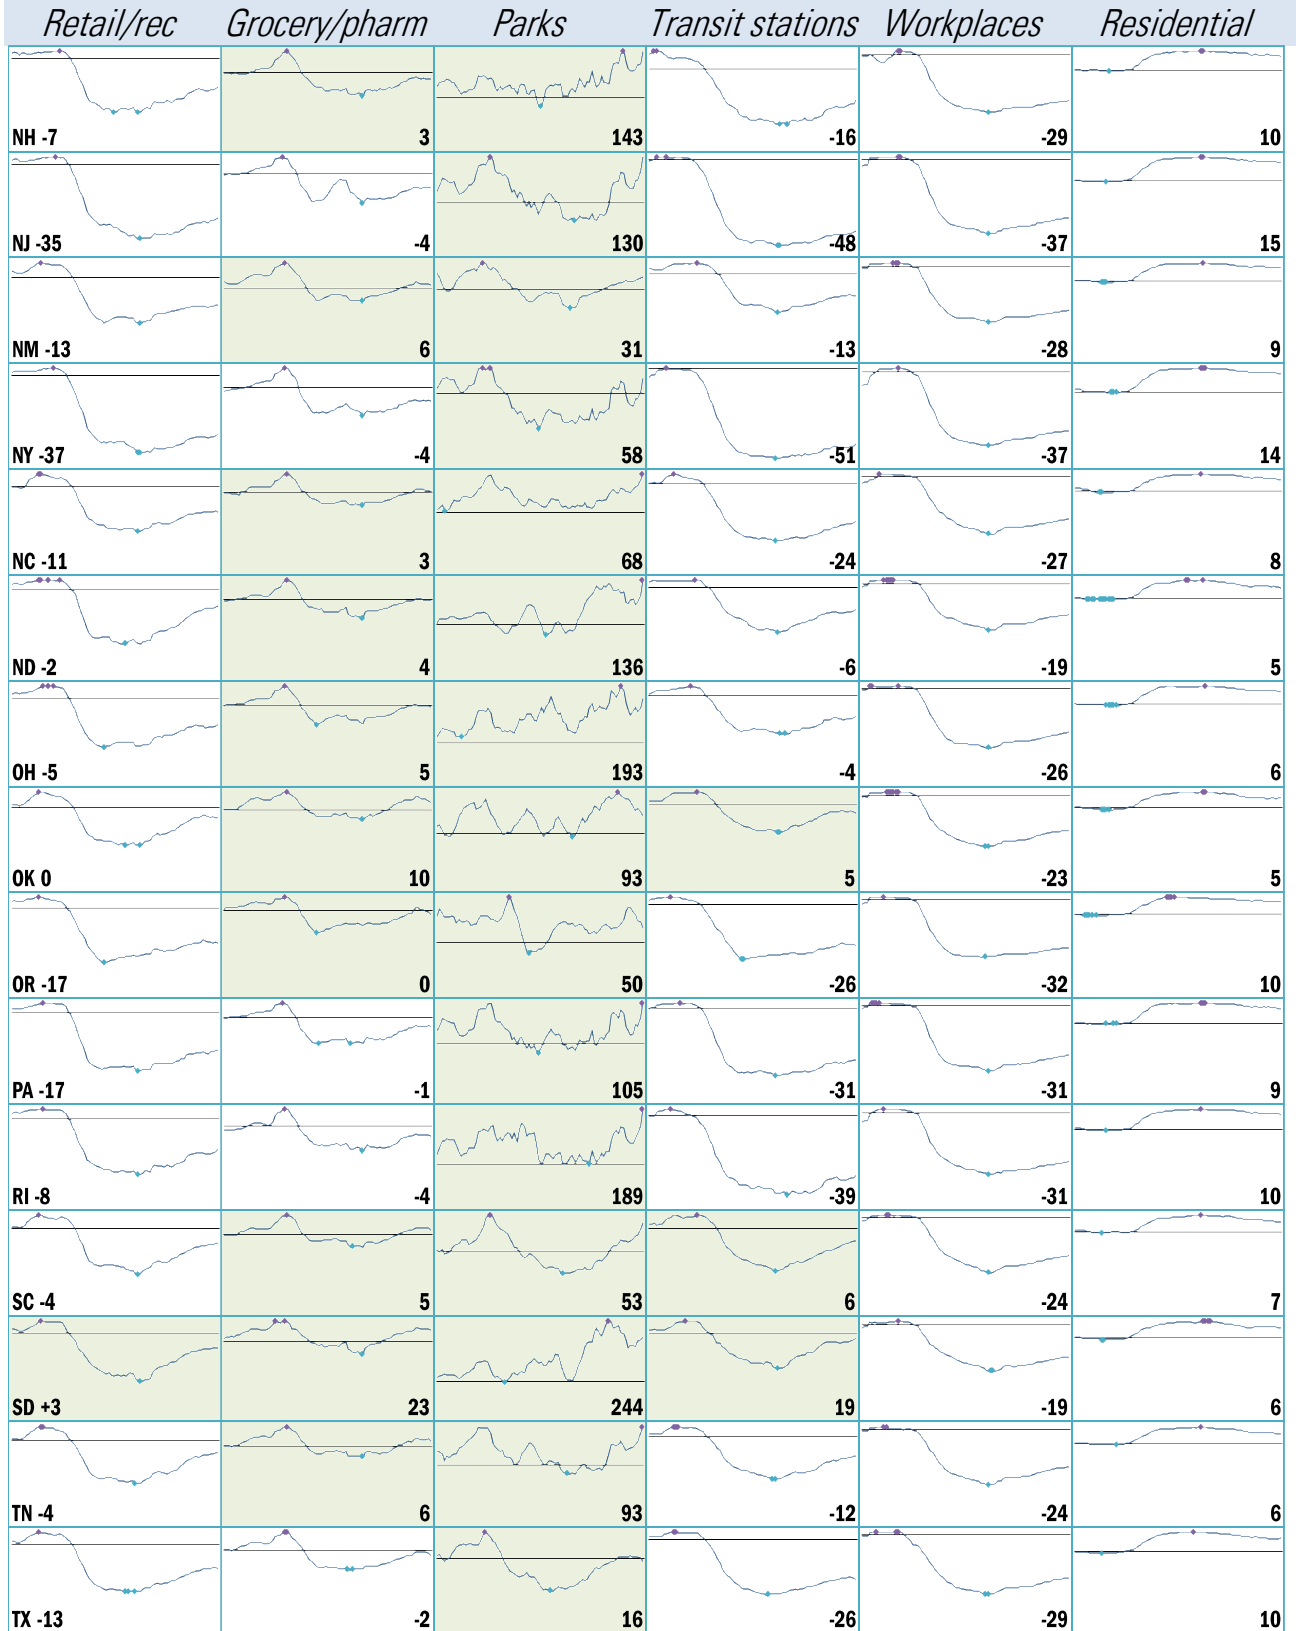 Retail/rec Grocery/pharm Parks Transit stations Workplaces Residential
NH -7 3 143 -16 -29 10
NJ -35 -4 130 -48 -37 15
NM -13 6 31 -13 -28 9
NY -37 -4 58 -51 -37 14
NC -11 3 68 -24 -27 8
ND -2 4 136 -6 -19 5
OH -5 5 193 -4 -26 6
OK 0 10 93 5 -23 5
OR -17 0 50 -26 -32 10
PA -17 -1 105 -31 -31 9
RI -8 -4 189 -39 -31 10
SC -4 5 53 6 -24 7
SD +3 23 244 19 -19 6
TN -4 6 93 -12 -24 6
TX -13 -2 16 -26 -29 10